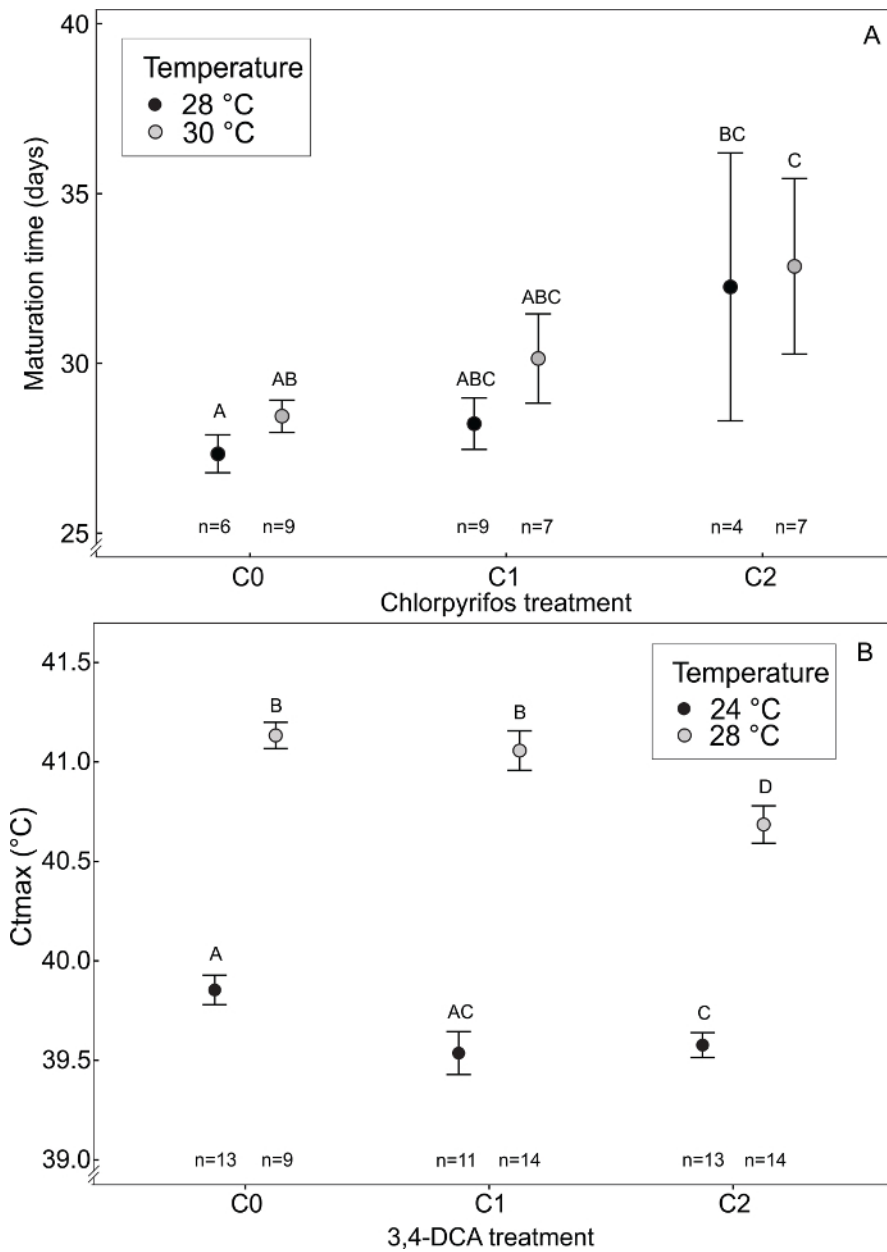 A
Temperature
28 °C
30 °C
Maturation time (days)
40
35
30
25
A
AB
ABC
ABC
BC
C
n=6 n=9 n=9 n=7 n=4 n=7
C0 C1 C2
Chlorpyrifos treatment
B
Temperature
24 °C
28 °C
Ctmax (°C)
41.5
41.0
40.5
40.0
39.5
39.0
A
B
AC
B
C
D
n=13 n=9 n=11 n=14 n=13 n=14
C0 C1 C2
3,4-DCA treatment